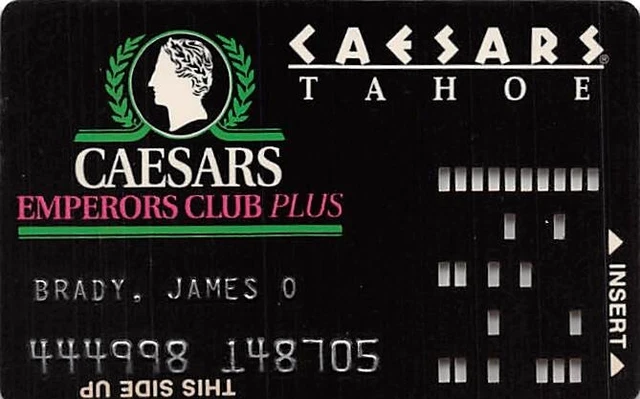 CAESARS®
TAHOE
CAESARS
EMPERORS CLUB PLUS
BRADY, JAMES O
444998 148705
THIS SIDE UP
INSERT